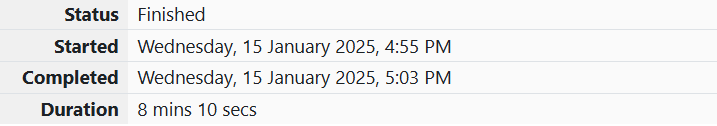 Status Finished
Started Wednesday, 15 January 2025, 4:55 PM
Completed Wednesday, 15 January 2025, 5:03 PM
Duration 8 mins 10 secs